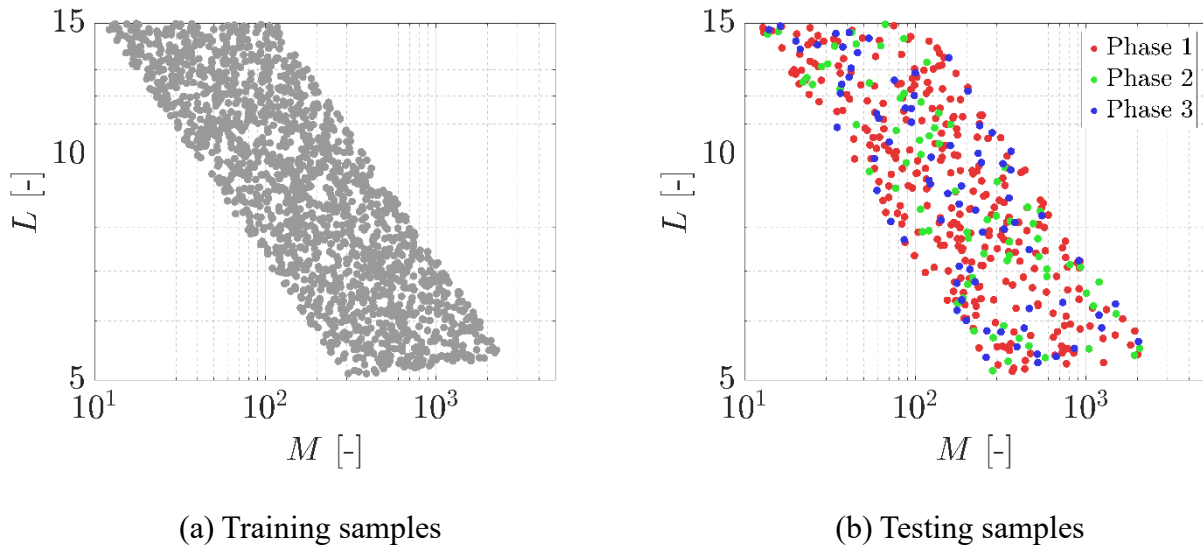 15
10
5
L [-]
10^1
10^2
10^3
M [-]
(a) Training samples
15
10
5
L [-]
Phase 1
Phase 2
Phase 3
10^1
10^2
10^3
M [-]
(b) Testing samples